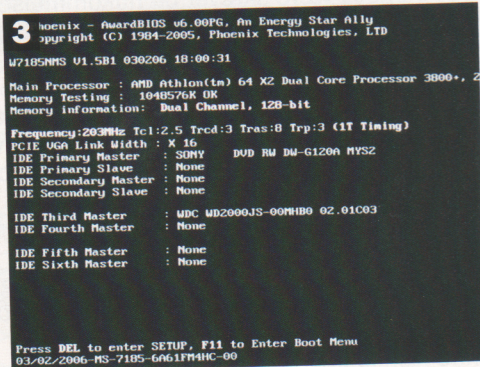 3
hoenix - AwardBIOS v6.00PG, An Energy Star Ally
opyright (C) 1984-2005, Phoenix Technologies, LTD
W7185NMS V1.5B1 030206 18:00:31
Main Processor : AMD Athlon(tm) 64 X2 Dual Core Processor 3800+, 2
Memory Testing : 1048576K OK
Memory information: Dual Channel, 128-bit
Frequency:203MHz Tcl:2.5 Trcd:3 Tras:8 Trp:3 (1T Timing)
PCIE VGA Link Width : X 16
IDE Primary Master : SONY DVD RW DW-G120A MYS2
IDE Primary Slave : None
IDE Secondary Master : None
IDE Secondary Slave : None
IDE Third Master : WDC WD2000JS-00MHB0 02.01C03
IDE Fourth Master : None
IDE Fifth Master : None
IDE Sixth Master : None
Press DEL to enter SETUP, F11 to Enter Boot Menu
03/02/2006-MS-7185-6A61FM4HC-00